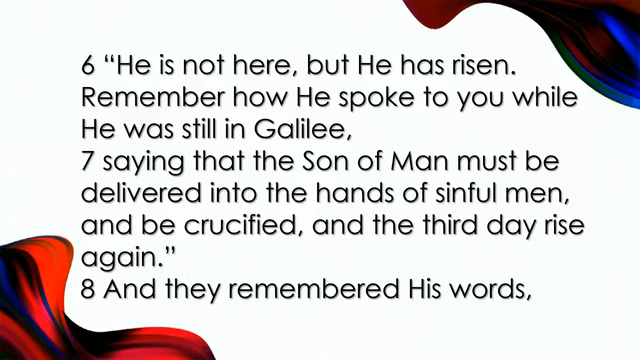 6 “He is not here, but He has risen.
Remember how He spoke to you while
He was still in Galilee,
7 saying that the Son of Man must be
delivered into the hands of sinful men,
and be crucified, and the third day rise
again.”
8 And they remembered His words,